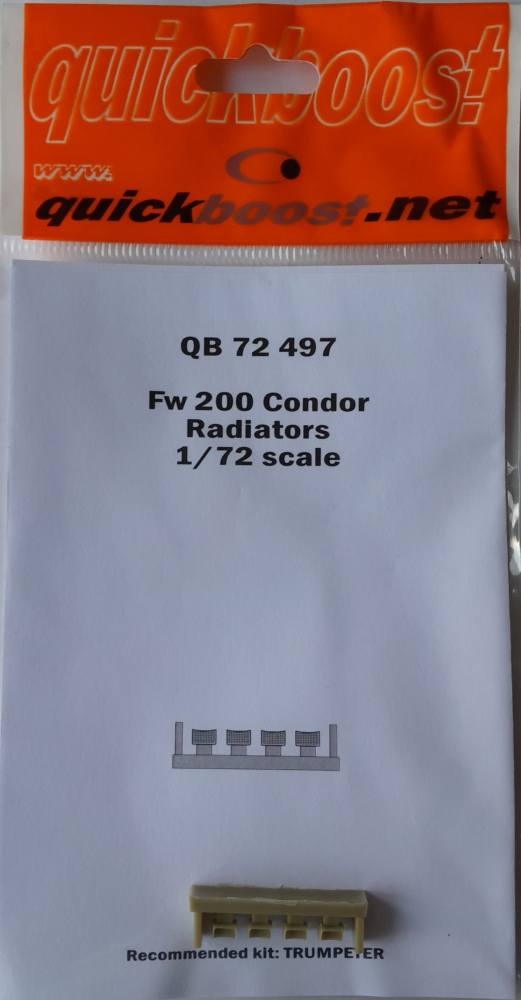 quickboost
www.
quickboost.net
QB 72 497
Fw 200 Condor
Radiators
1/72 scale
Recommended kit: TRUMPETER